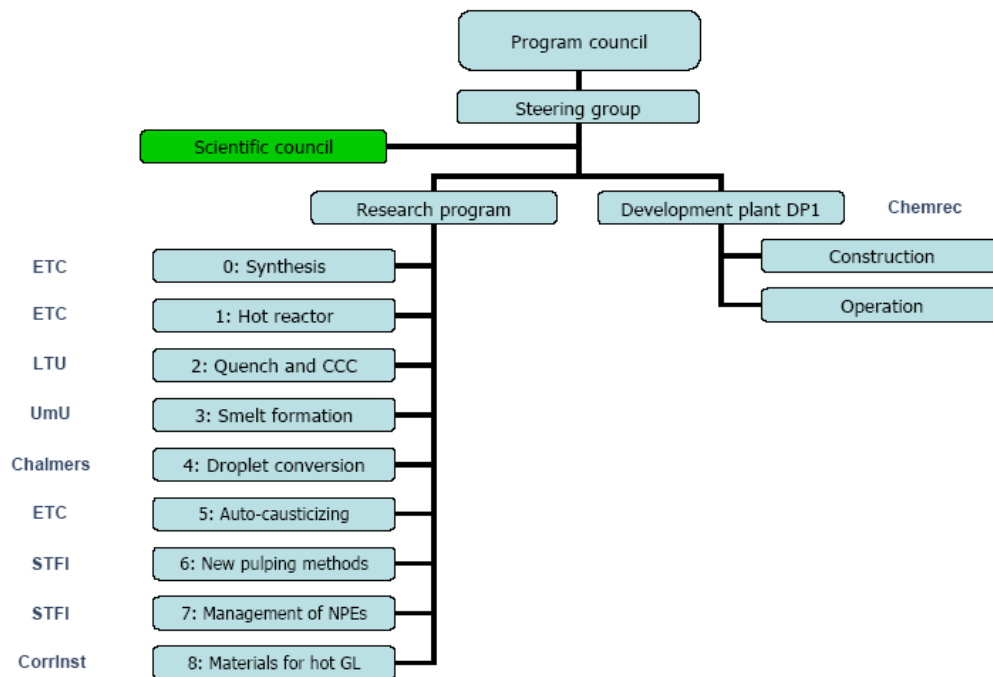 Program council
Steering group
Scientific council
Research program
Development plant DP1
Chemrec
Construction
Operation
ETC
0: Synthesis
ETC
1: Hot reactor
LTU
2: Quench and CCC
UmU
3: Smelt formation
Chalmers
4: Droplet conversion
ETC
5: Auto-causticizing
STFI
6: New pulping methods
STFI
7: Management of NPEs
CorrInst
8: Materials for hot GL